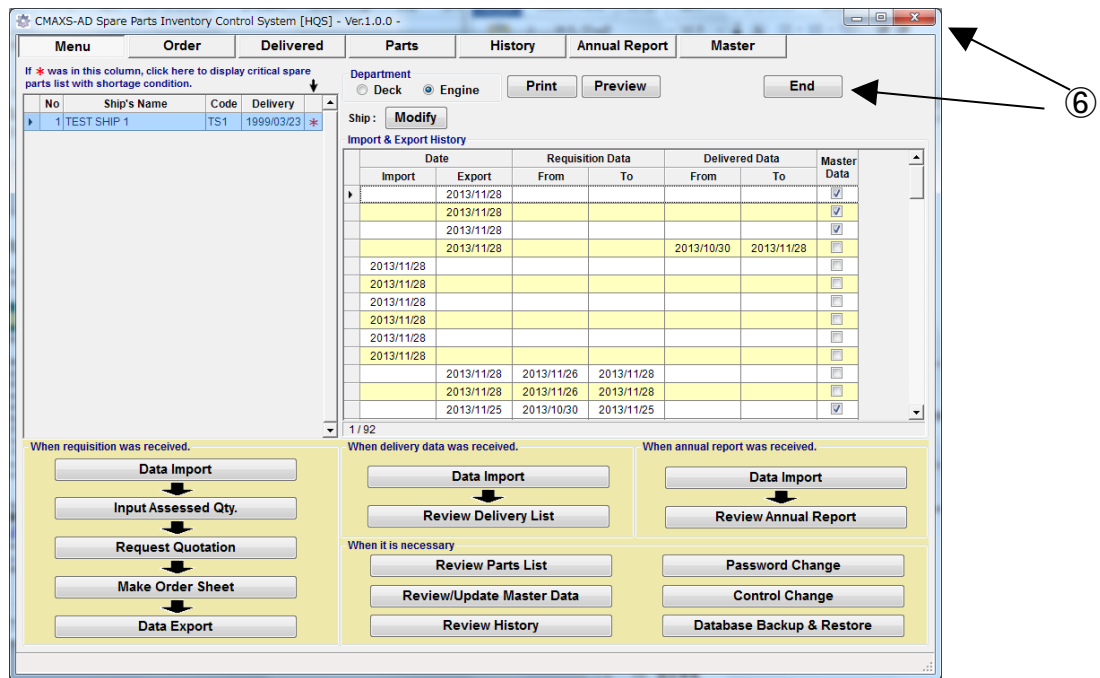 CMAXS-AD Spare Parts Inventory Control System [HQS] - Ver.1.0.0 -
Menu Order Delivered Parts History Annual Report Master
If * was in this column, click here to display critical spare
parts list with shortage condition.
No Ship's Name Code Delivery
1 TEST SHIP 1 TS1 1999/03/23 *
Department
Deck Engine Print Preview End
⑥
Ship : Modify
Import & Export History
Date Requisition Data Delivered Data Master Data
Import Export From To From To
2013/11/28
2013/11/28
2013/11/28
2013/11/28 2013/10/30 2013/11/28
2013/11/28
2013/11/28
2013/11/28
2013/11/28
2013/11/28
2013/11/28
2013/11/28 2013/11/26 2013/11/28
2013/11/28 2013/11/26 2013/11/28
2013/11/25 2013/10/30 2013/11/25
1 / 92
When requisition was received.
Data Import
Input Assessed Qty.
Request Quotation
Make Order Sheet
Data Export
When delivery data was received.
Data Import
Review Delivery List
When annual report was received.
Data Import
Review Annual Report
When it is necessary
Review Parts List Password Change
Review/Update Master Data Control Change
Review History Database Backup & Restore